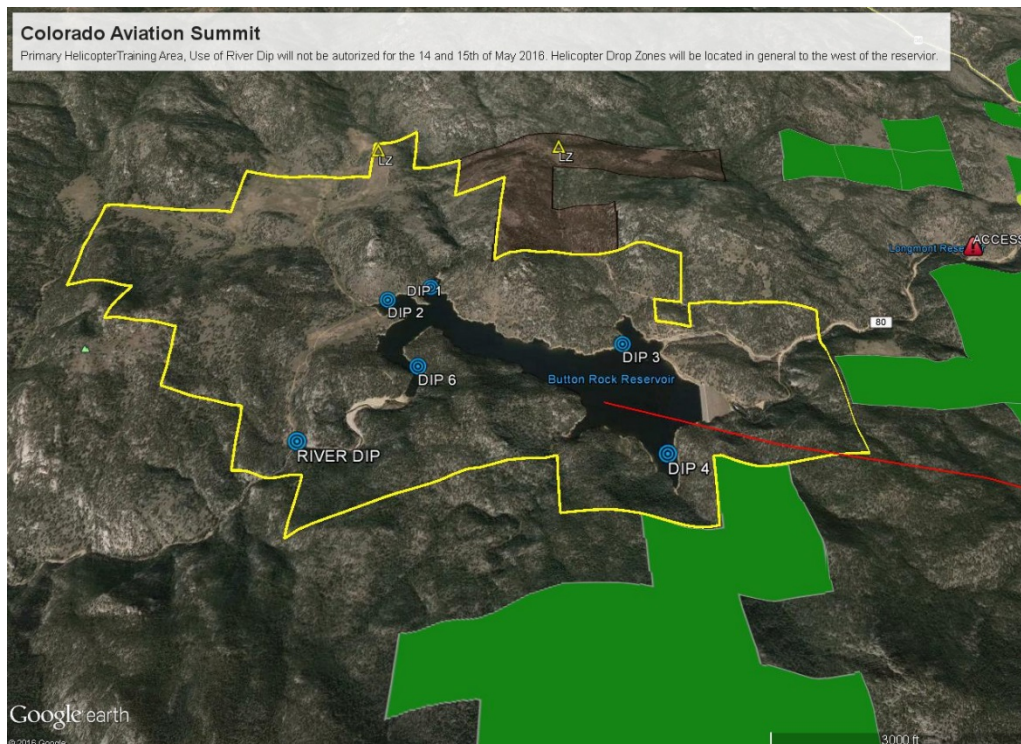 Colorado Aviation Summit
Primary HelicopterTraining Area, Use of River Dip will not be autorized for the 14 and 15th of May 2016. Helicopter Drop Zones will be located in general to the west of the reservior.
LZ
LZ
ACCESS
DIP 1
DIP 2
80
DIP 3
DIP 6
Button Rock Reservoir
RIVER DIP
DIP 4
Google earth
© 2016 Google
3000 ft